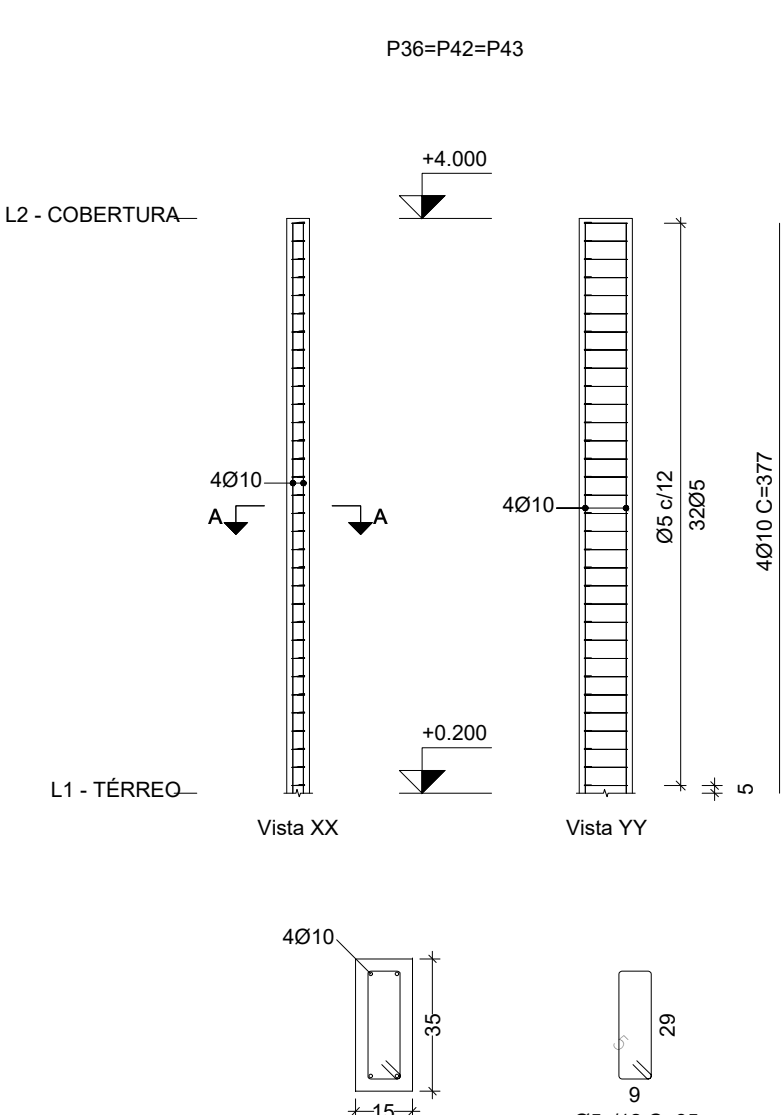 P36=P42=P43
+4.000
L2 - COBERTURA
4Ø10
A
A
4Ø10
Ø5 c/12
32Ø5
4Ø10 C=377
+0.200
L1 - TÉRREO
5
Vista XX
Vista YY
4Ø10
35
15
5
29
9